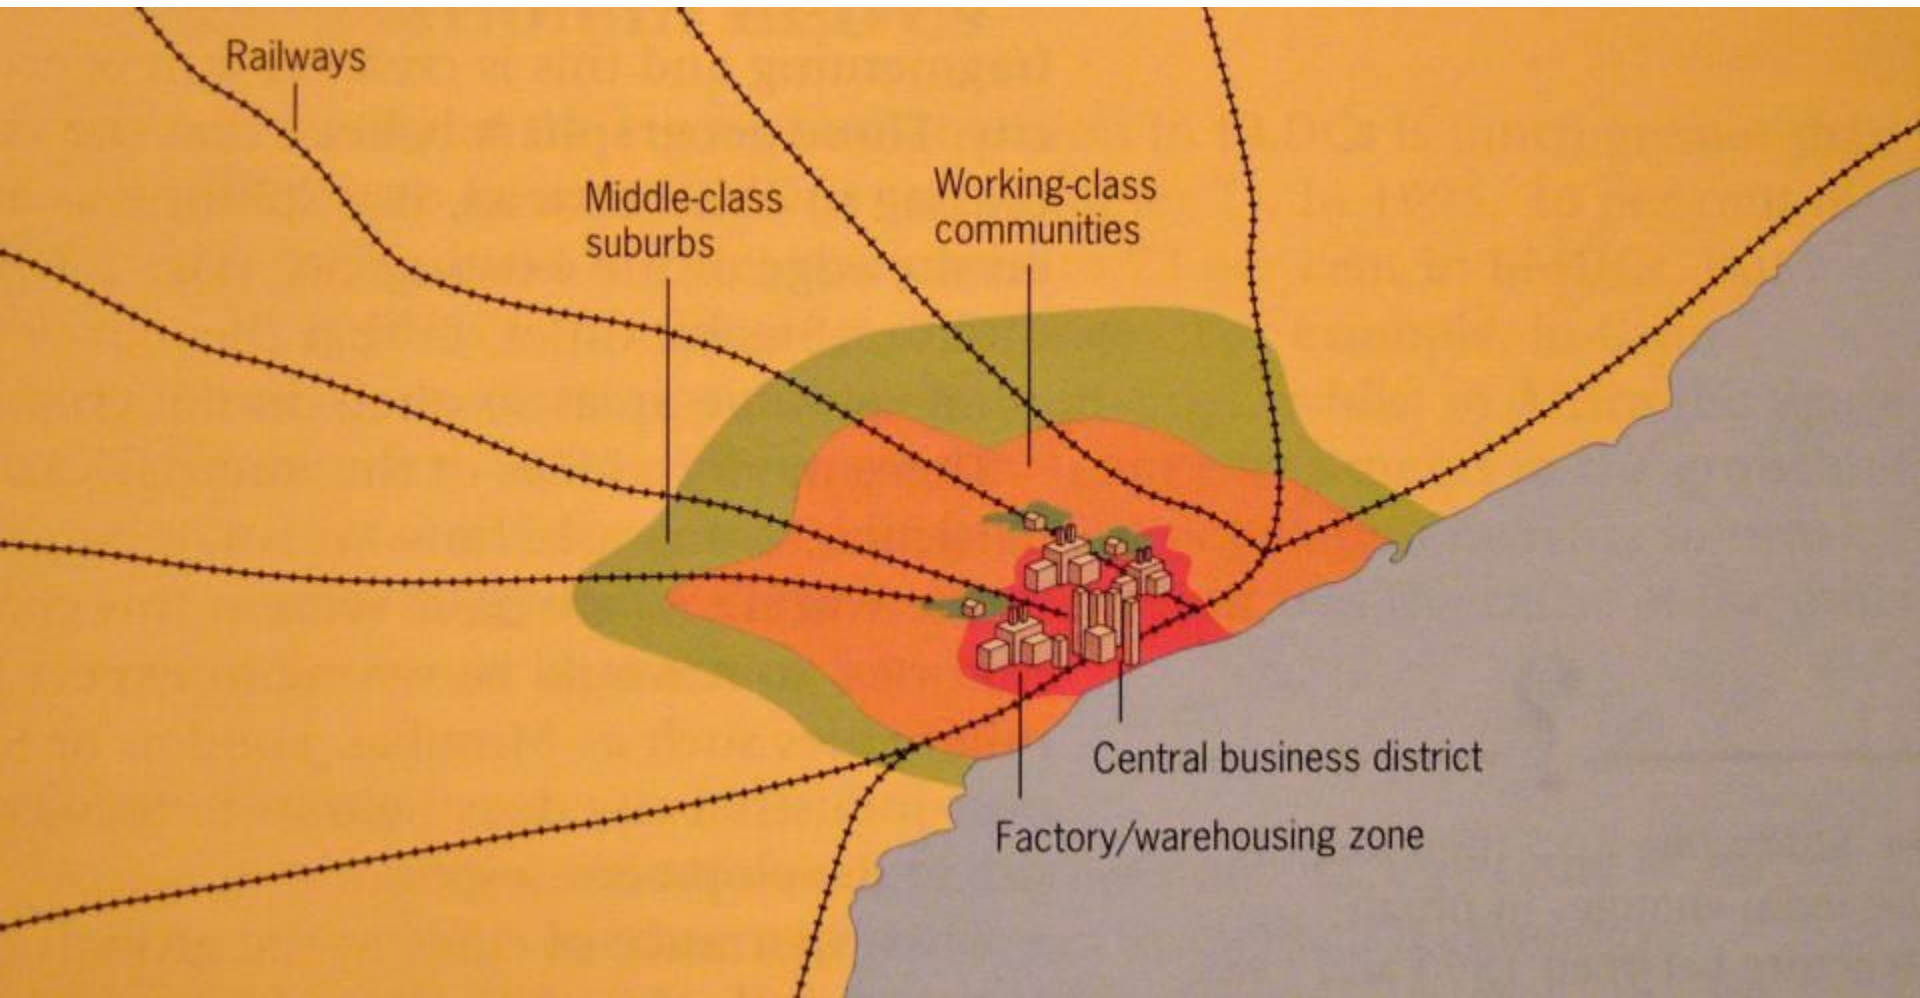 Railways
Middle-class
suburbs
Working-class
communities
Central business district
Factory/warehousing zone